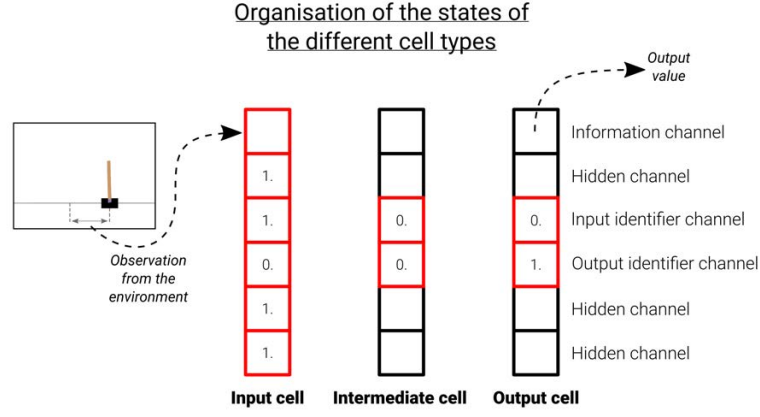 Organisation of the states of
the different cell types
Output
value
Information channel
1.
Hidden channel
1.
0.
0.
Input identifier channel
0.
0.
1.
Output identifier channel
Observation
from the
environment
1.
Hidden channel
1.
Hidden channel
Input cell
Intermediate cell
Output cell